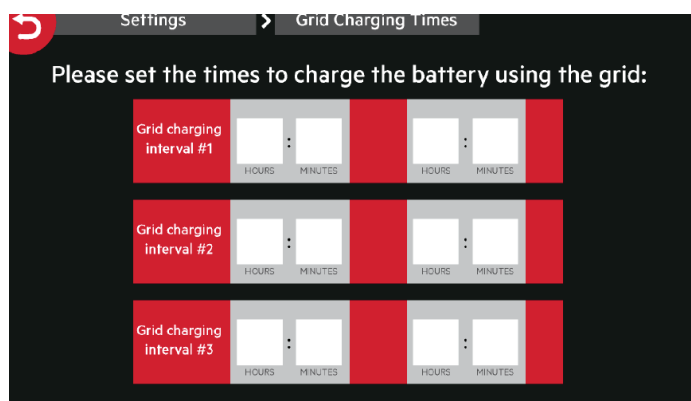 Settings > Grid Charging Times
Please set the times to charge the battery using the grid:
Grid charging
interval #1
: :
HOURS MINUTES HOURS MINUTES
Grid charging
interval #2
: :
HOURS MINUTES HOURS MINUTES
Grid charging
interval #3
: :
HOURS MINUTES HOURS MINUTES